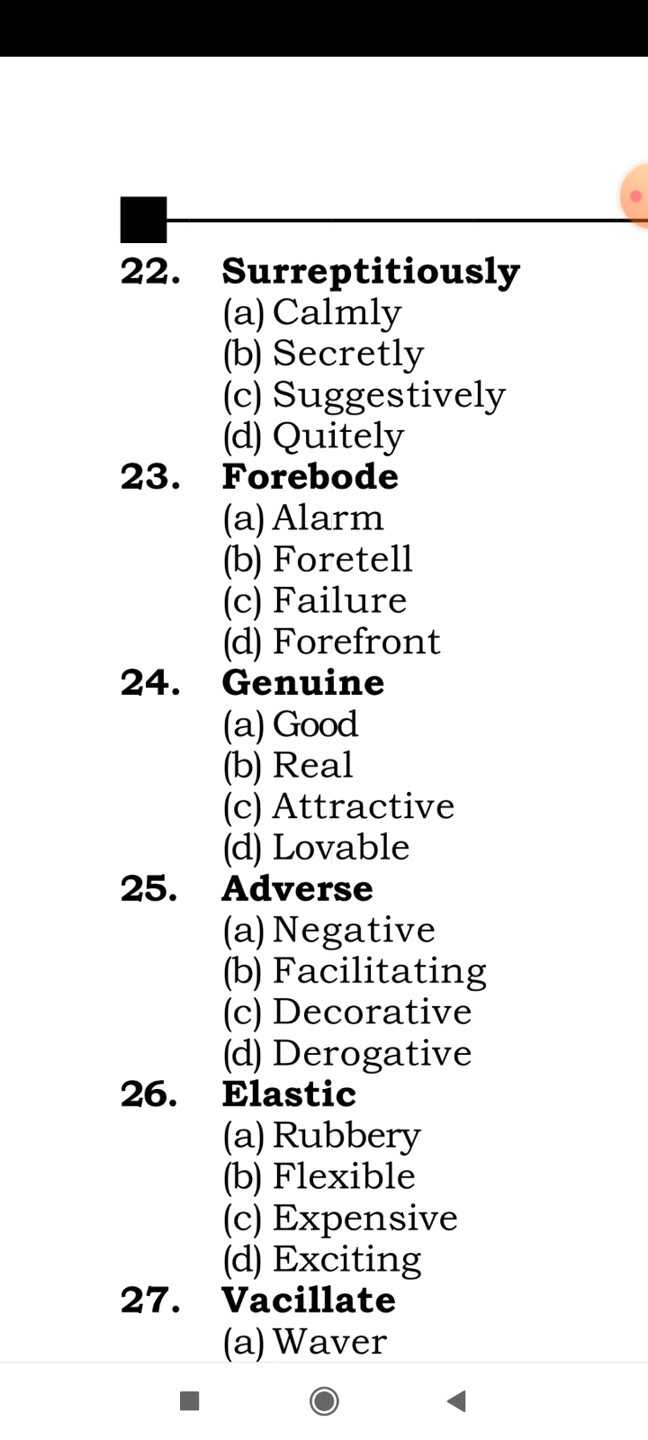 22. Surreptitiously
(a) Calmly
(b) Secretly
(c) Suggestively
(d) Quitely
23. Forebode
(a) Alarm
(b) Foretell
(c) Failure
(d) Forefront
24. Genuine
(a) Good
(b) Real
(c) Attractive
(d) Lovable
25. Adverse
(a) Negative
(b) Facilitating
(c) Decorative
(d) Derogative
26. Elastic
(a) Rubbery
(b) Flexible
(c) Expensive
(d) Exciting
27. Vacillate
(a) Waver